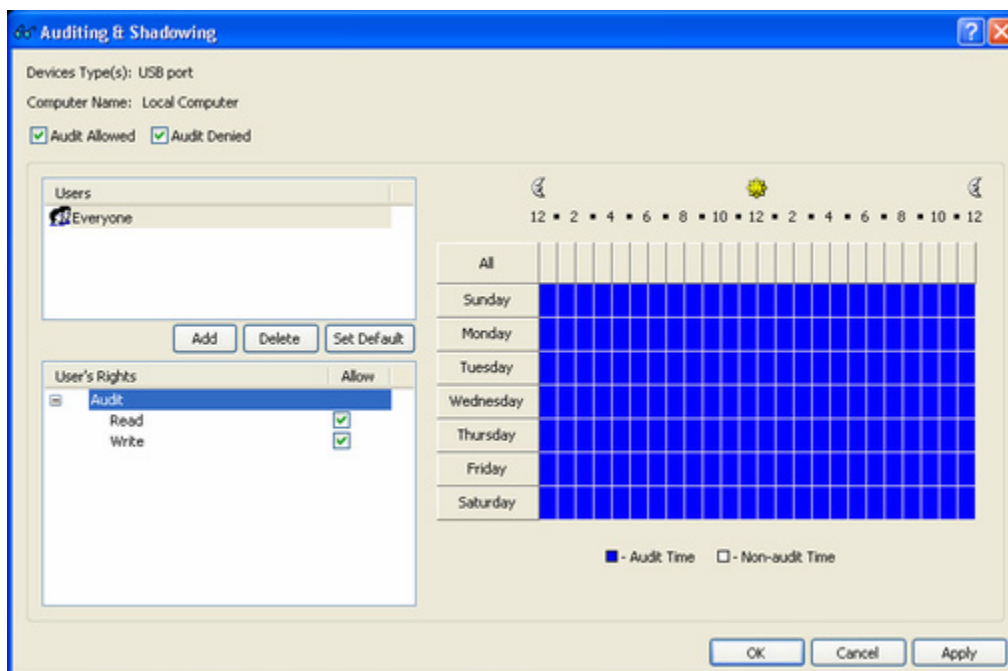 Auditing & Shadowing
Devices Type(s): USB port
Computer Name: Local Computer
Audit Allowed Audit Denied
Users
Everyone
Add Delete Set Default
User's Rights Allow
Audit
Read
Write
12 • 2 • 4 • 6 • 8 • 10 • 12 • 2 • 4 • 6 • 8 • 10 • 12
All
Sunday
Monday
Tuesday
Wednesday
Thursday
Friday
Saturday
- Audit Time - Non-audit Time
OK Cancel Apply